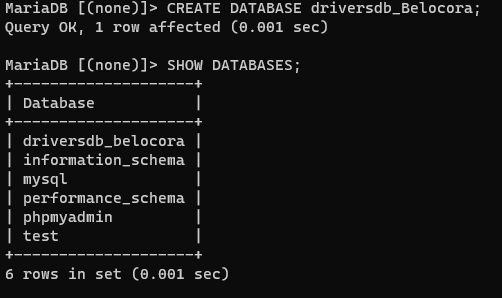 MariaDB [(none)]> CREATE DATABASE driversdb_Belocora;
Query OK, 1 row affected (0.001 sec)
MariaDB [(none)]> SHOW DATABASES;
+--------------------+
| Database           |
+--------------------+
| driversdb_belocora |
| information_schema |
| mysql              |
| performance_schema |
| phpmyadmin         |
| test               |
+--------------------+
6 rows in set (0.001 sec)